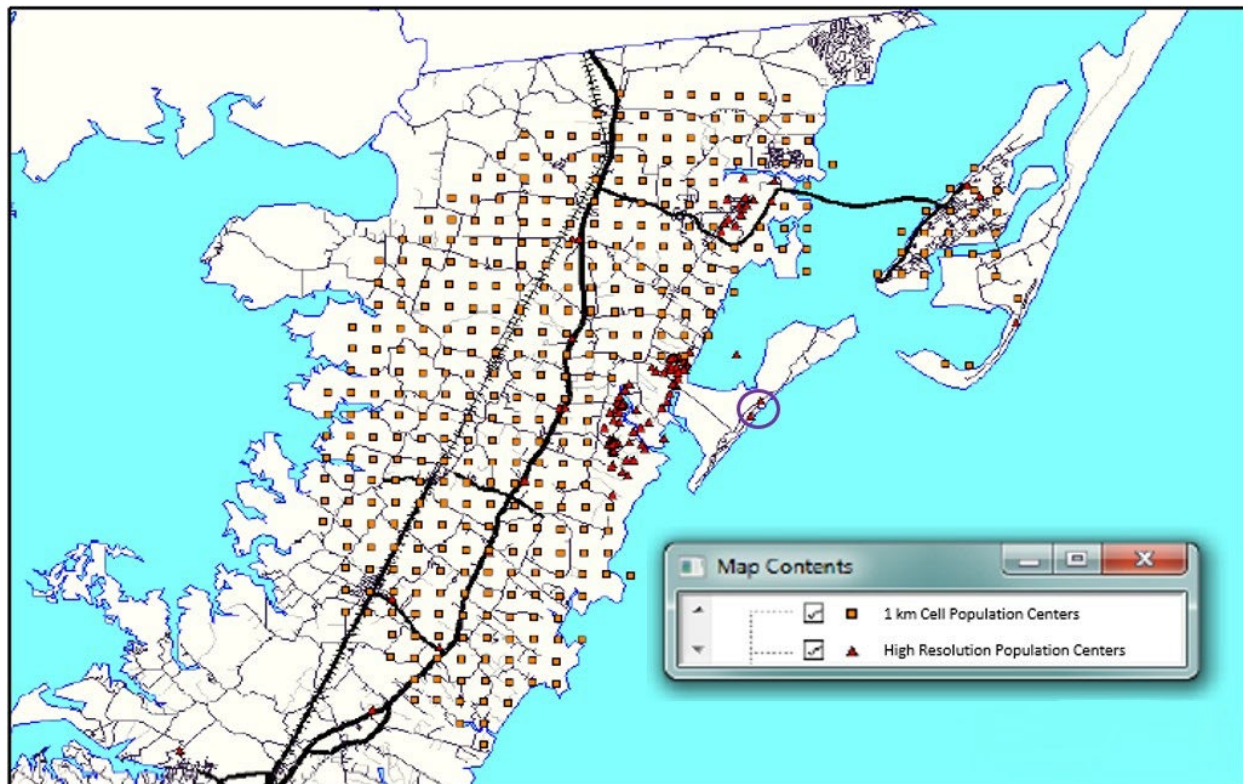 Map Contents
1 km Cell Population Centers
High Resolution Population Centers